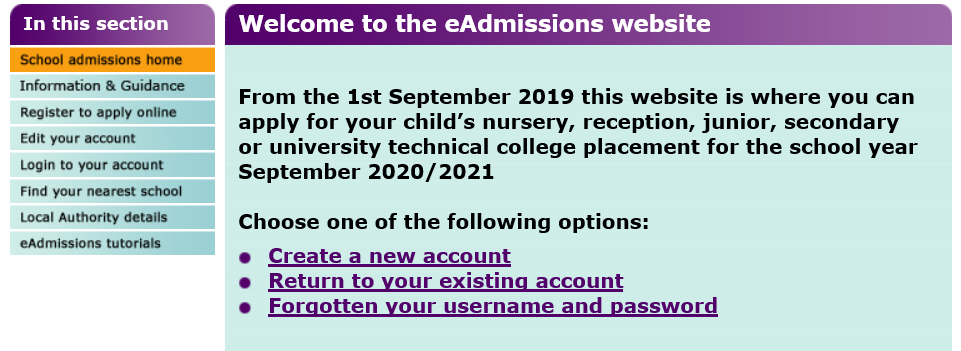 In this section
School admissions home
Information & Guidance
Register to apply online
Edit your account
Login to your account
Find your nearest school
Local Authority details
eAdmissions tutorials
Welcome to the eAdmissions website
From the 1st September 2019 this website is where you can
apply for your child’s nursery, reception, junior, secondary
or university technical college placement for the school year
September 2020/2021
Choose one of the following options:
Create a new account
Return to your existing account
Forgotten your username and password